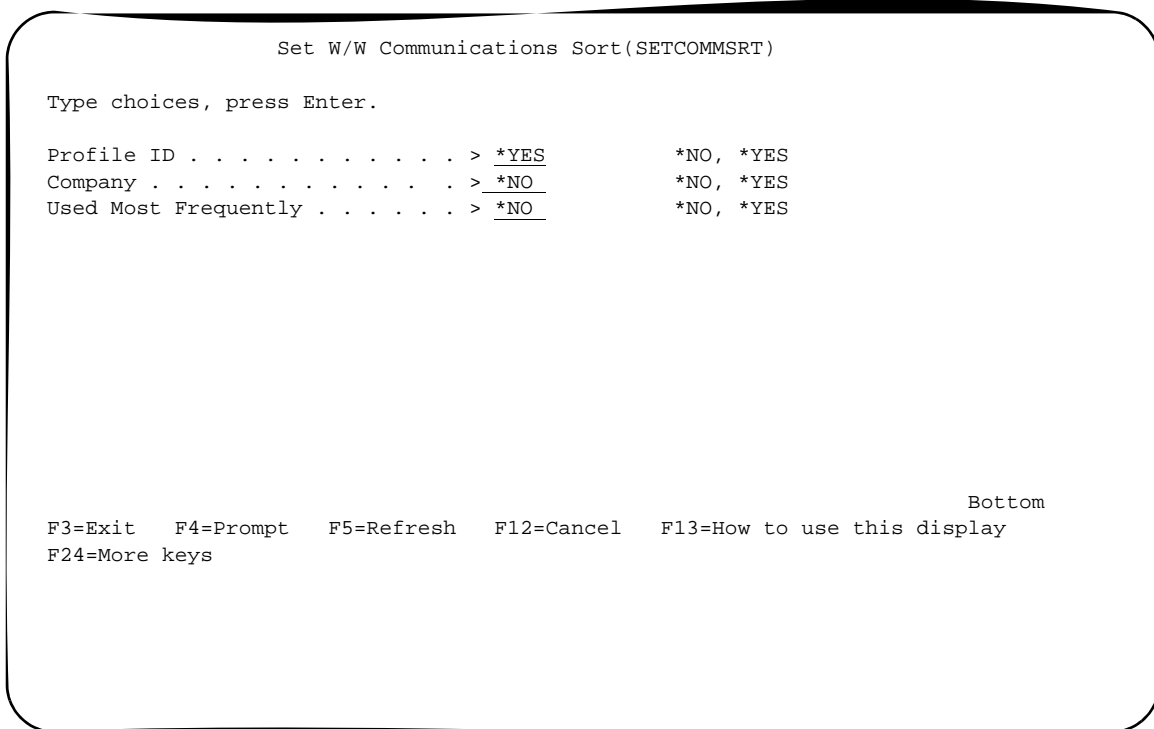 Set W/W Communications Sort(SETCOMMSRT)
Type choices, press Enter.
Profile ID . . . . . . . . . . . > *YES *NO, *YES
Company . . . . . . . . . . . . > *NO *NO, *YES
Used Most Frequently . . . . . . > *NO *NO, *YES
Bottom
F3=Exit F4=Prompt F5=Refresh F12=Cancel F13=How to use this display
F24=More keys